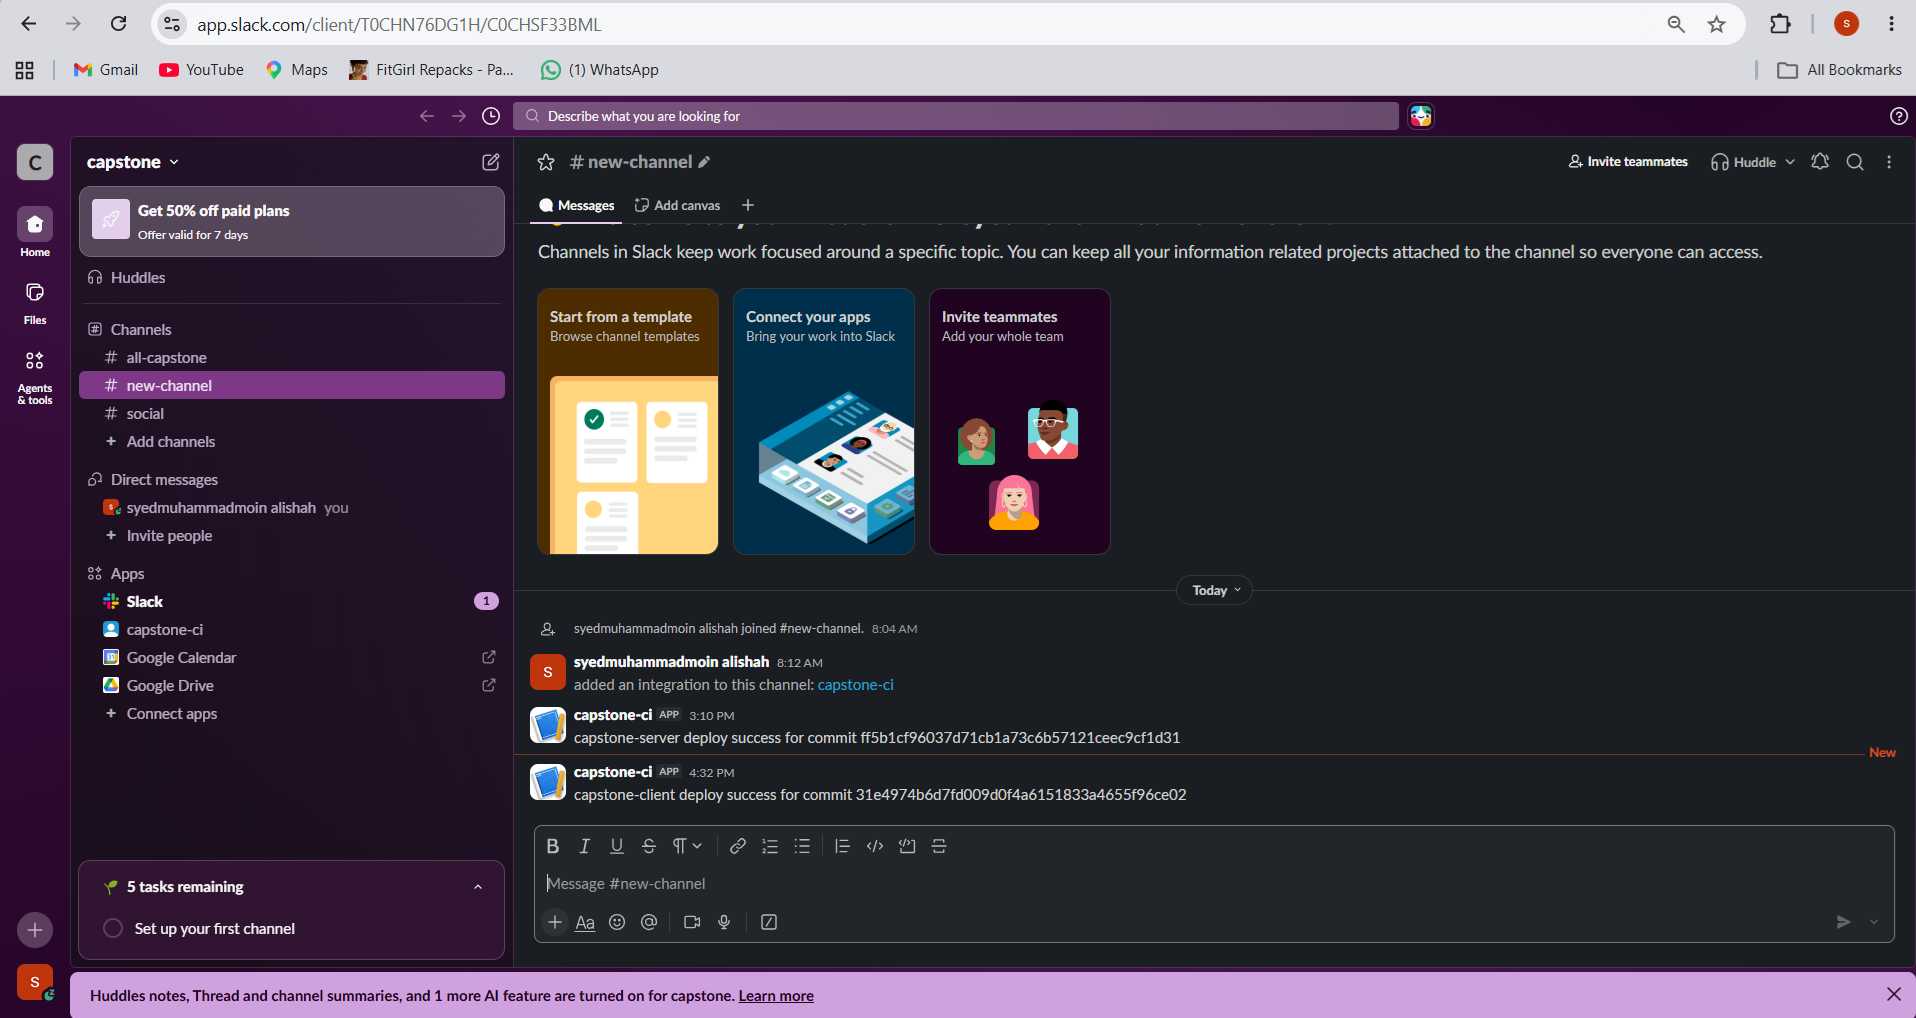 app.slack.com/client/T0CHN76DG1H/C0CHSF33BML
S
Gmail
YouTube
Maps
FitGirl Repacks - Pa...
(1) WhatsApp
All Bookmarks
Describe what you are looking for
C
Home
Files
Agents
& tools
capstone
Get 50% off paid plans
Offer valid for 7 days
Huddles
Channels
# all-capstone
# new-channel
# social
+ Add channels
Direct messages
syedmuhammadmoin alishah you
+ Invite people
Apps
Slack 1
capstone-ci
Google Calendar
Google Drive
+ Connect apps
5 tasks remaining
Set up your first channel
S
# new-channel
Invite teammates
Huddle
Messages
Add canvas
Channels in Slack keep work focused around a specific topic. You can keep all your information related projects attached to the channel so everyone can access.
Start from a template
Browse channel templates
Connect your apps
Bring your work into Slack
Invite teammates
Add your whole team
Today
syedmuhammadmoin alishah joined #new-channel. 8:04 AM
S
syedmuhammadmoin alishah 8:12 AM
added an integration to this channel: capstone-ci
capstone-ci APP 3:10 PM
capstone-server deploy success for commit ff5b1cf96037d71cb1a73c6b57121ceec9cf1d31
New
capstone-ci APP 4:32 PM
capstone-client deploy success for commit 31e4974b6d7fd009d0f4a6151833a4655f96ce02
Message #new-channel
Aa
Huddles notes, Thread and channel summaries, and 1 more AI feature are turned on for capstone. Learn more